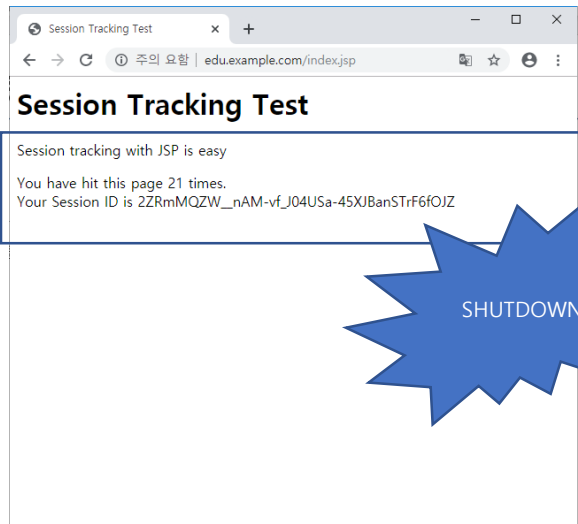 Session Tracking Test
주의 요함 | edu.example.com/index.jsp
Session Tracking Test
Session tracking with JSP is easy
You have hit this page 21 times.
Your Session ID is 2ZRmMQZW__nAM-vf_J04USa-45XJBanSTrF6fOJZ
SHUTDOWN